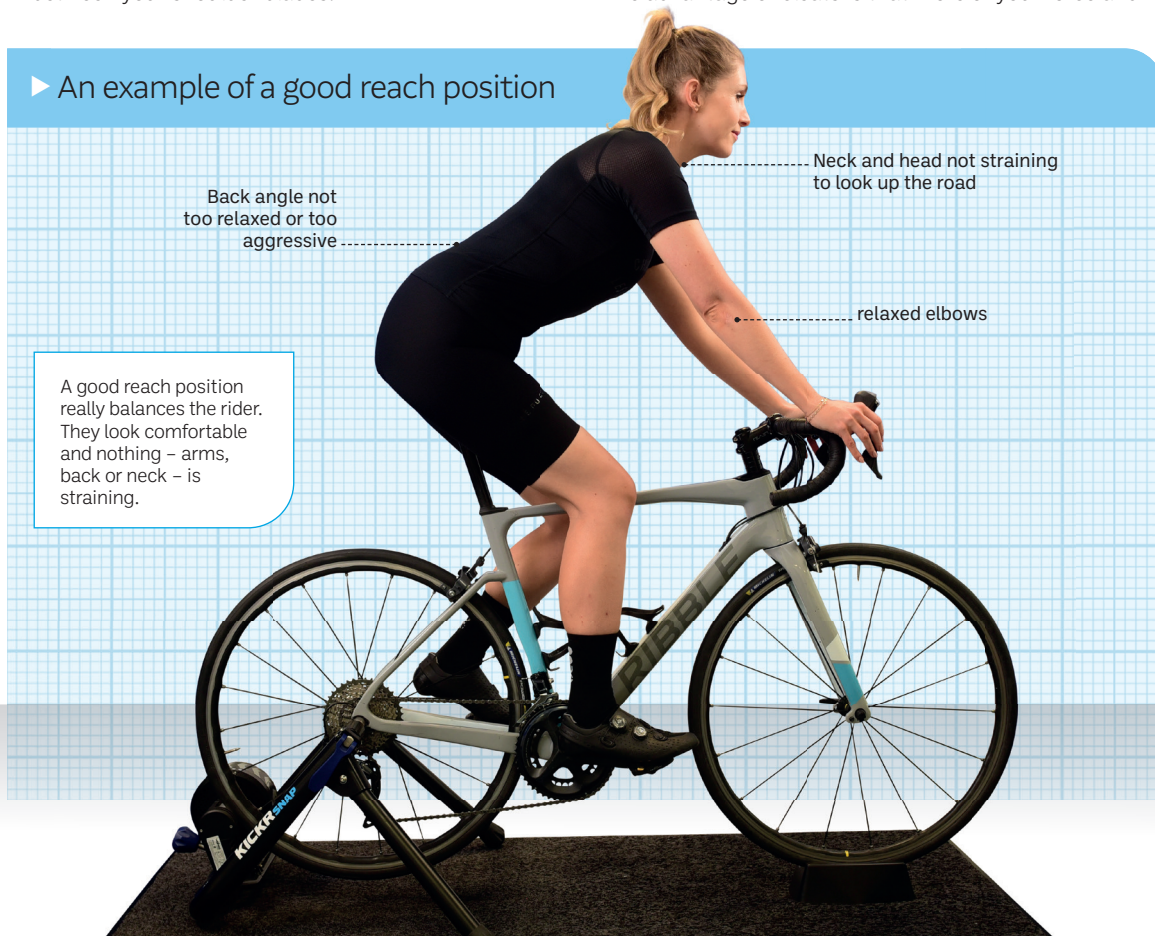 An example of a good reach position
Neck and head not straining
to look up the road
Back angle not
too relaxed or too
aggressive
relaxed elbows
A good reach position
really balances the rider.
They look comfortable
and nothing – arms,
back or neck – is
straining.
RIBBLE
KICKR SNAP